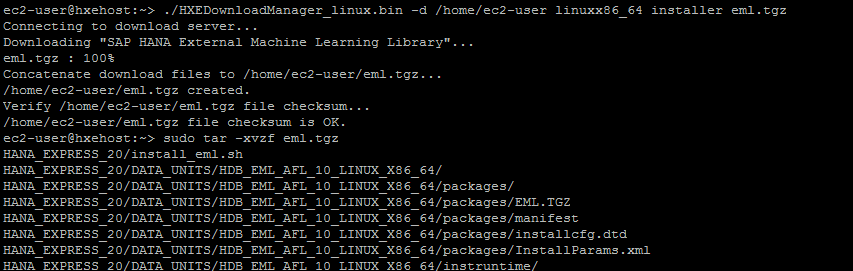 ec2-user@hxehost:~> ./HXEDownloadManager_linux.bin -d /home/ec2-user linuxx86_64 installer eml.tgz
Connecting to download server...
Downloading "SAP HANA External Machine Learning Library"...
eml.tgz : 100%
Concatenate download files to /home/ec2-user/eml.tgz...
/home/ec2-user/eml.tgz created.
Verify /home/ec2-user/eml.tgz file checksum...
/home/ec2-user/eml.tgz file checksum is OK.
ec2-user@hxehost:~> sudo tar -xvzf eml.tgz
HANA_EXPRESS_20/install_eml.sh
HANA_EXPRESS_20/DATA_UNITS/HDB_EML_AFL_10_LINUX_X86_64/
HANA_EXPRESS_20/DATA_UNITS/HDB_EML_AFL_10_LINUX_X86_64/packages/
HANA_EXPRESS_20/DATA_UNITS/HDB_EML_AFL_10_LINUX_X86_64/packages/EML.TGZ
HANA_EXPRESS_20/DATA_UNITS/HDB_EML_AFL_10_LINUX_X86_64/packages/manifest
HANA_EXPRESS_20/DATA_UNITS/HDB_EML_AFL_10_LINUX_X86_64/packages/installcfg.dtd
HANA_EXPRESS_20/DATA_UNITS/HDB_EML_AFL_10_LINUX_X86_64/packages/InstallParams.xml
HANA_EXPRESS_20/DATA_UNITS/HDB_EML_AFL_10_LINUX_X86_64/instruntime/